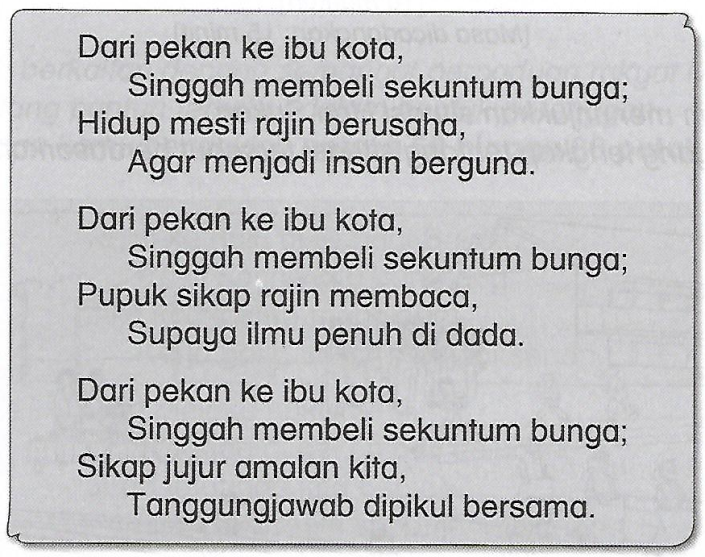 Dari pekan ke ibu kota,
Singgah membeli sekuntum bunga;
Hidup mesti rajin berusaha,
Agar menjadi insan berguna.
Dari pekan ke ibu kota,
Singgah membeli sekuntum bunga;
Pupuk sikap rajin membaca,
Supaya ilmu penuh di dada.
Dari pekan ke ibu kota,
Singgah membeli sekuntum bunga;
Sikap jujur amalan kita,
Tanggungjawab dipikul bersama.